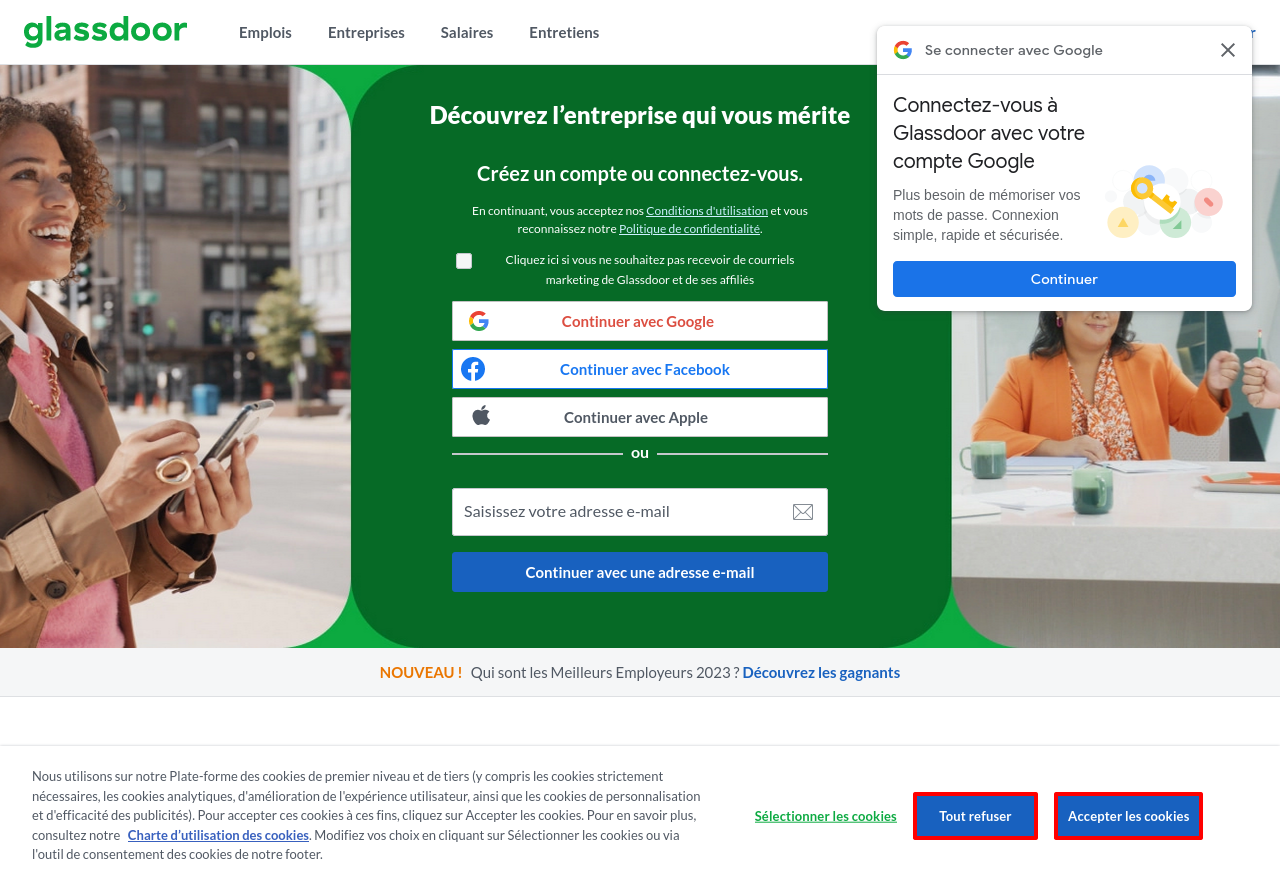 glassdoor
Emplois
Entreprises
Salaires
Entretiens
Se connecter avec Google
Connectez-vous à
Glassdoor avec votre
compte Google
Plus besoin de mémoriser vos
mots de passe. Connexion
simple, rapide et sécurisée.
Continuer
Découvrez l’entreprise qui vous mérite
Créez un compte ou connectez-vous.
En continuant, vous acceptez nos Conditions d'utilisation et vous
reconnaissez notre Politique de confidentialité.
Cliquez ici si vous ne souhaitez pas recevoir de courriels
marketing de Glassdoor et de ses affiliés
Continuer avec Google
Continuer avec Facebook
Continuer avec Apple
ou
Saisissez votre adresse e-mail
Continuer avec une adresse e-mail
NOUVEAU ! Qui sont les Meilleurs Employeurs 2023 ? Découvrez les gagnants
Nous utilisons sur notre Plate-forme des cookies de premier niveau et de tiers (y compris les cookies strictement
nécessaires, les cookies analytiques, d'amélioration de l'expérience utilisateur, ainsi que les cookies de personnalisation
et d'efficacité des publicités). Pour accepter ces cookies à ces fins, cliquez sur Accepter les cookies. Pour en savoir plus,
consultez notre Charte d'utilisation des cookies. Modifiez vos choix en cliquant sur Sélectionner les cookies ou via
l'outil de consentement des cookies de notre footer.
Sélectionner les cookies
Tout refuser
Accepter les cookies